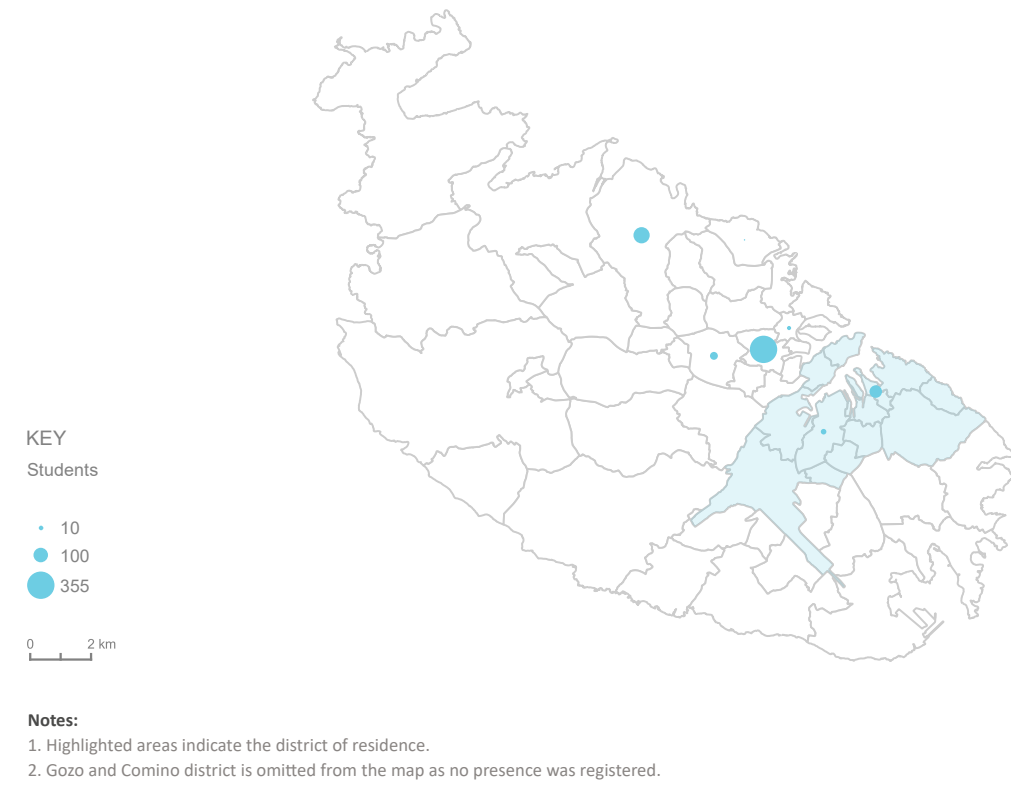 KEY
Students
10
100
355
0 2 km
Notes:
1. Highlighted areas indicate the district of residence.
2. Gozo and Comino district is omitted from the map as no presence was registered.